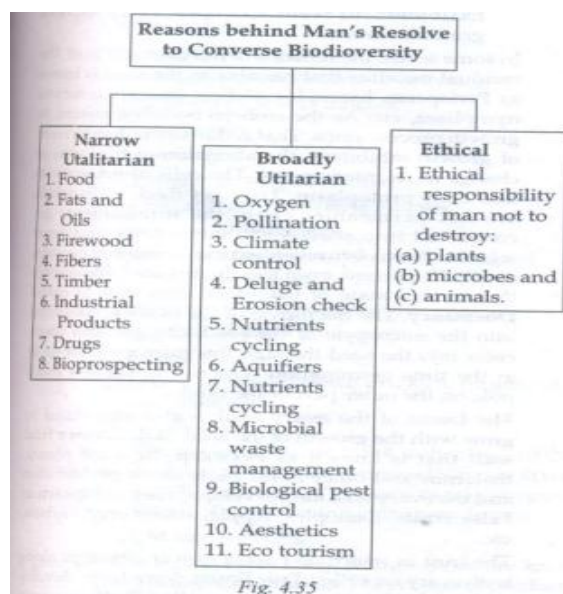 Reasons behind Man's Resolve
to Converse Biodioversity
Narrow
Utalitarian
1. Food
2. Fats and
Oils
3. Firewood
4. Fibers
5. Timber
6. Industrial
Products
7. Drugs
8. Bioprospecting
Broadly
Utilarian
1. Oxygen
2. Pollination
3. Climate
control
4. Deluge and
Erosion check
5. Nutrients
cycling
6. Aquifiers
7. Nutrients
cycling
8. Microbial
waste
management
9. Biological pest
control
10. Aesthetics
11. Eco tourism
Ethical
1. Ethical
responsibility
of man not to
destroy:
(a) plants
(b) microbes and
(c) animals.
Fig. 4.35